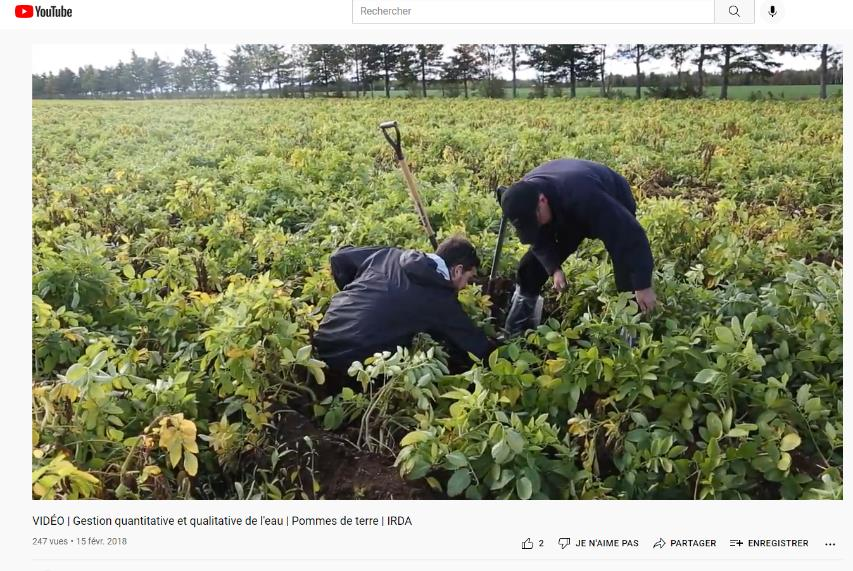 YouTube
Rechercher
VIDÉO | Gestion quantitative et qualitative de l'eau | Pommes de terre | IRDA
247 vues • 15 févr. 2018
2 JE N'AIME PAS PARTAGER ENREGISTRER ...